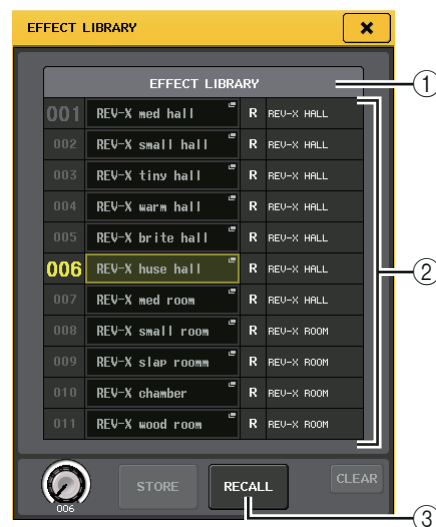 EFFECT LIBRARY
EFFECT LIBRARY
001 REV-X med hall R REV-X HALL
002 REV-X small hall R REV-X HALL
003 REV-X tiny hall R REV-X HALL
004 REV-X warm hall R REV-X HALL
005 REV-X brite hall R REV-X HALL
006 REV-X huse hall R REV-X HALL
007 REV-X med room R REV-X ROOM
008 REV-X small room R REV-X ROOM
009 REV-X slap roomm R REV-X ROOM
010 REV-X chamber R REV-X ROOM
011 REV-X wood room R REV-X ROOM
006 STORE RECALL CLEAR
1
2
3